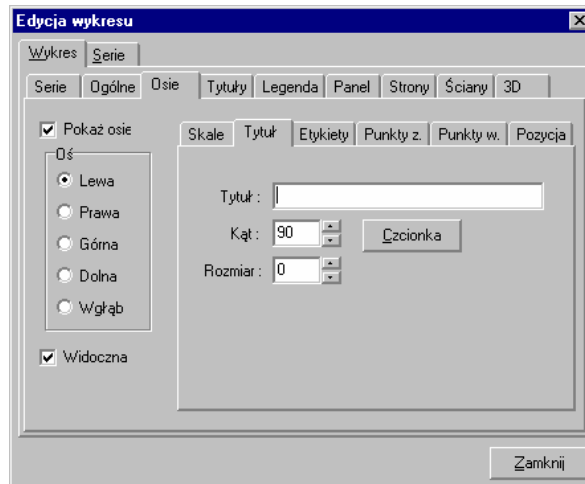 Edycja wykresu
Wykres Serie
Serie Ogólne Osie Tytuły Legenda Panel Strony Ściany 3D
Pokaż osie
Skale Tytuł Etykiety Punkty z. Punkty w. Pozycja
Oś
Lewa
Prawa
Górna
Dolna
Wgłąb
Widoczna
Tytuł :
Kąt : 90 Czcionka
Rozmiar : 0
Zamknij